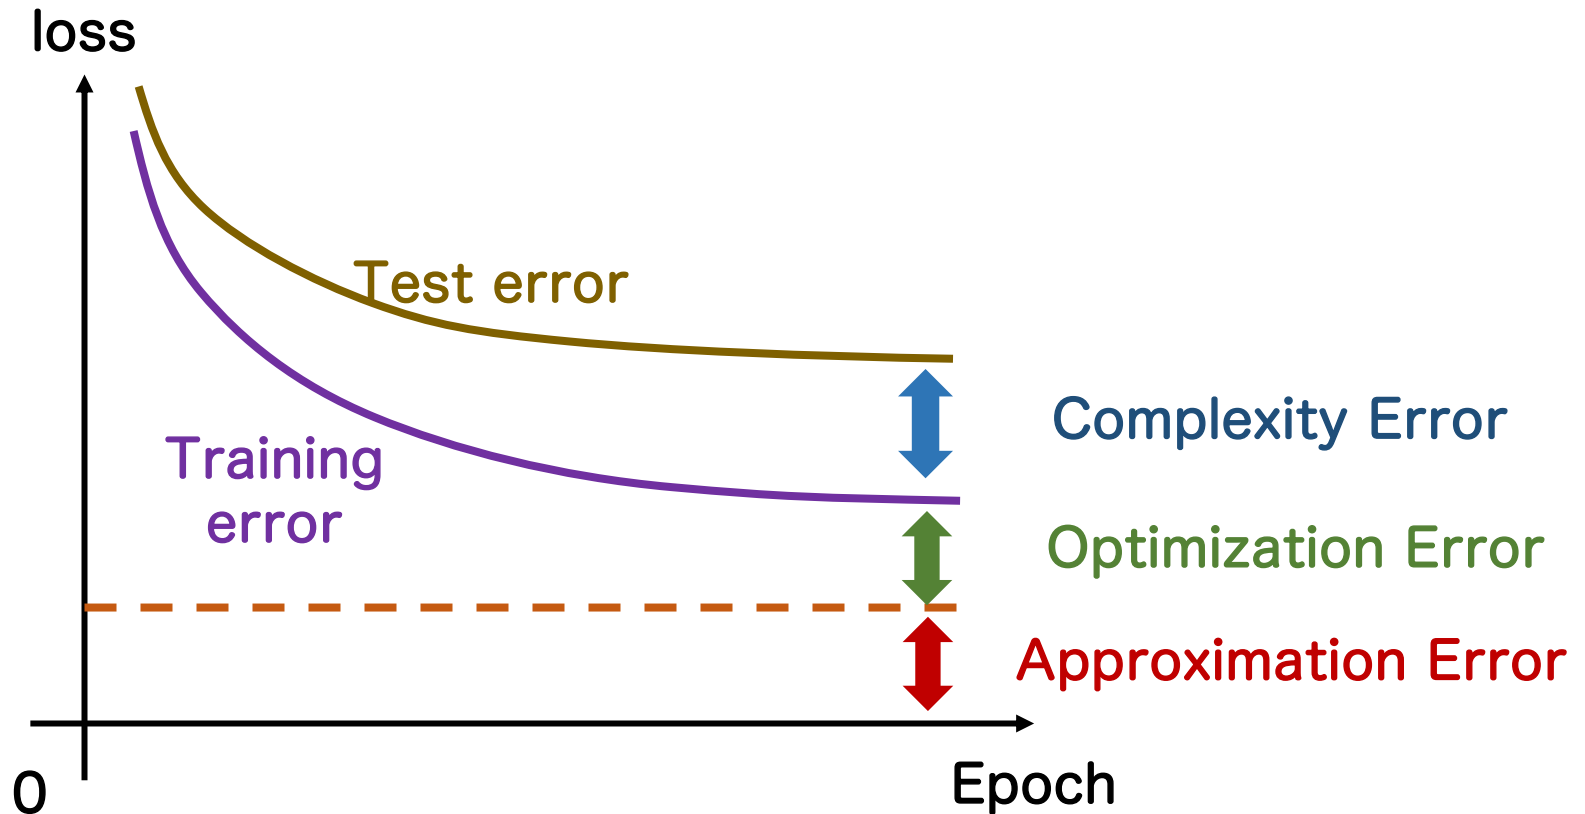 loss
Test error
Complexity Error
Training
error
Optimization Error
Approximation Error
0
Epoch